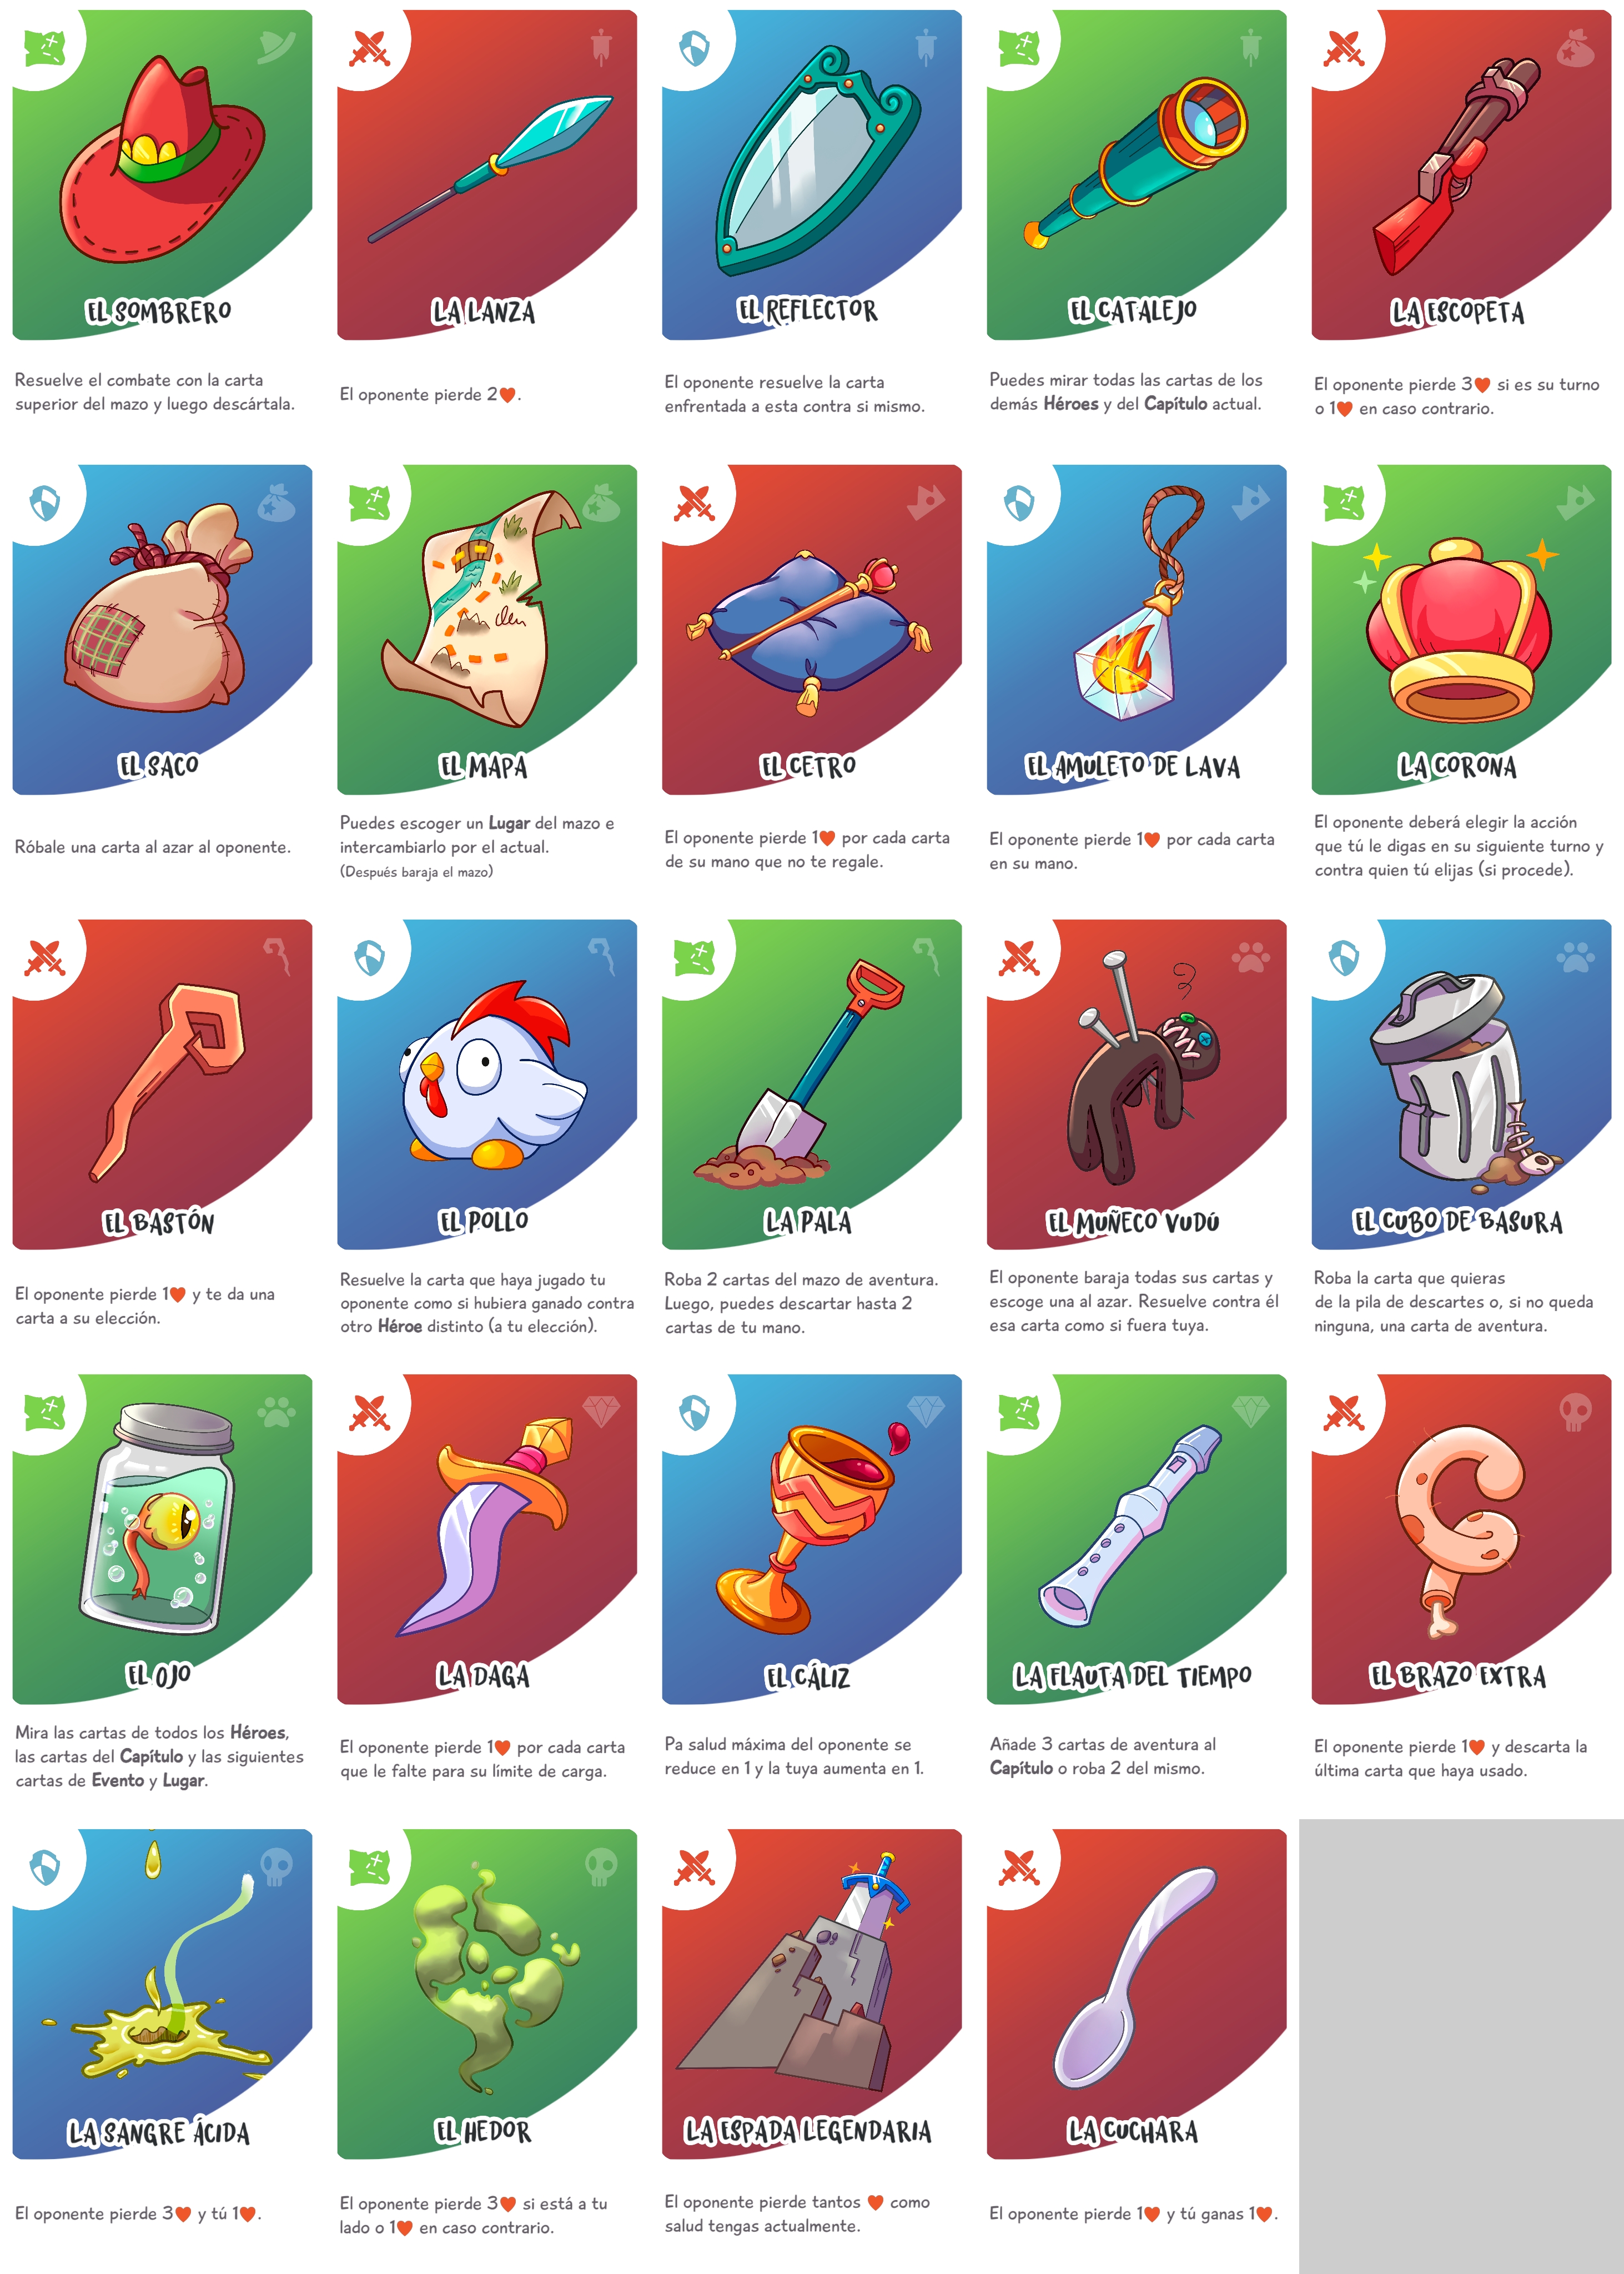 EL SOMBRERO
Resuelve el combate con la carta
superior del mazo y luego descártala.
LA LANZA
El oponente pierde 2❤.
EL REFLECTOR
El oponente resuelve la carta
enfrentada a esta contra si mismo.
EL CATALEJO
Puedes mirar todas las cartas de los
demás Héroes y del Capítulo actual.
LA ESCOPETA
El oponente pierde 3❤ si es su turno
o 1❤ en caso contrario.
EL SACO
Róbale una carta al azar al oponente.
EL MAPA
Puedes escoger un Lugar del mazo e
intercambiarlo por el actual.
(Después baraja el mazo)
EL CETRO
El oponente pierde 1❤ por cada carta
de su mano que no te regale.
EL AMULETO DE LAVA
El oponente pierde 1❤ por cada carta
en su mano.
LA CORONA
El oponente deberá elegir la acción
que tú le digas en su siguiente turno y
contra quien tú elijas (si procede).
EL BASTÓN
El oponente pierde 1❤ y te da una
carta a su elección.
EL POLLO
Resuelve la carta que haya jugado tu
oponente como si hubiera ganado contra
otro Héroe distinto (a tu elección).
LA PALA
Roba 2 cartas del mazo de aventura.
Luego, puedes descartar hasta 2
cartas de tu mano.
EL MUÑECO VUDÚ
El oponente baraja todas sus cartas y
escoge una al azar. Resuelve contra él
esa carta como si fuera tuya.
EL CUBO DE BASURA
Roba la carta que quieras
de la pila de descartes o, si no queda
ninguna, una carta de aventura.
EL OJO
Mira las cartas de todos los Héroes,
las cartas del Capítulo y las siguientes
cartas de Evento y Lugar.
LA DAGA
El oponente pierde 1❤ por cada carta
que le falte para su límite de carga.
EL CÁLIZ
Pa salud máxima del oponente se
reduce en 1 y la tuya aumenta en 1.
LA FLAUTA DEL TIEMPO
Añade 3 cartas de aventura al
Capítulo o roba 2 del mismo.
EL BRAZO EXTRA
El oponente pierde 1❤ y descarta la
última carta que haya usado.
LA SANGRE ÁCIDA
El oponente pierde 3❤ y tú 1❤.
EL HEDOR
El oponente pierde 3❤ si está a tu
lado o 1❤ en caso contrario.
LA ESPADA LEGENDARIA
El oponente pierde tantos ❤ como
salud tengas actualmente.
LA CUCHARA
El oponente pierde 1❤ y tú ganas 1❤.